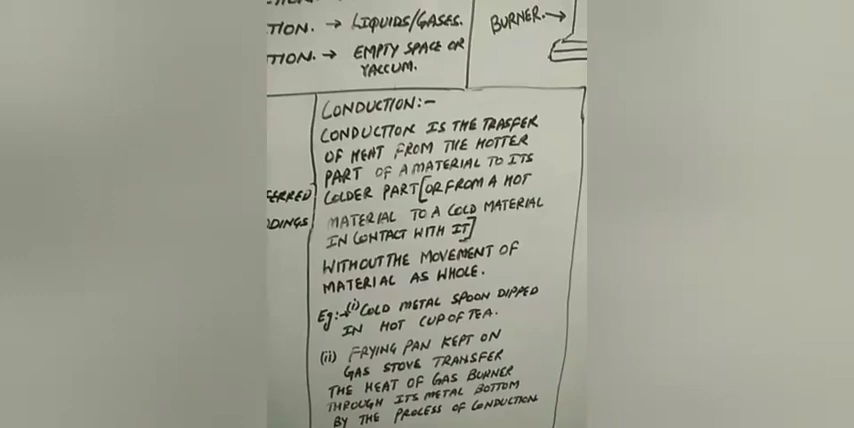 TION. → LIQUIDS/GASES.
TION. → EMPTY SPACE OR
VACCUM.
BURNER. →
ERRED
DINGS
CONDUCTION:-
CONDUCTION IS THE TRASFER
OF HEAT FROM THE HOTTER
PART OF A MATERIAL TO ITS
COLDER PART [OR FROM A HOT
MATERIAL TO A COLD MATERIAL
IN CONTACT WITH IT]
WITHOUT THE MOVEMENT OF
MATERIAL AS WHOLE.
Eg:→(i) COLD METAL SPOON DIPPED
IN HOT CUP OF TEA.
(ii) FRYING PAN KEPT ON
GAS STOVE TRANSFER
THE HEAT OF GAS BURNER
THROUGH ITS METAL BOTTOM
BY THE PROCESS OF CONDUCTION